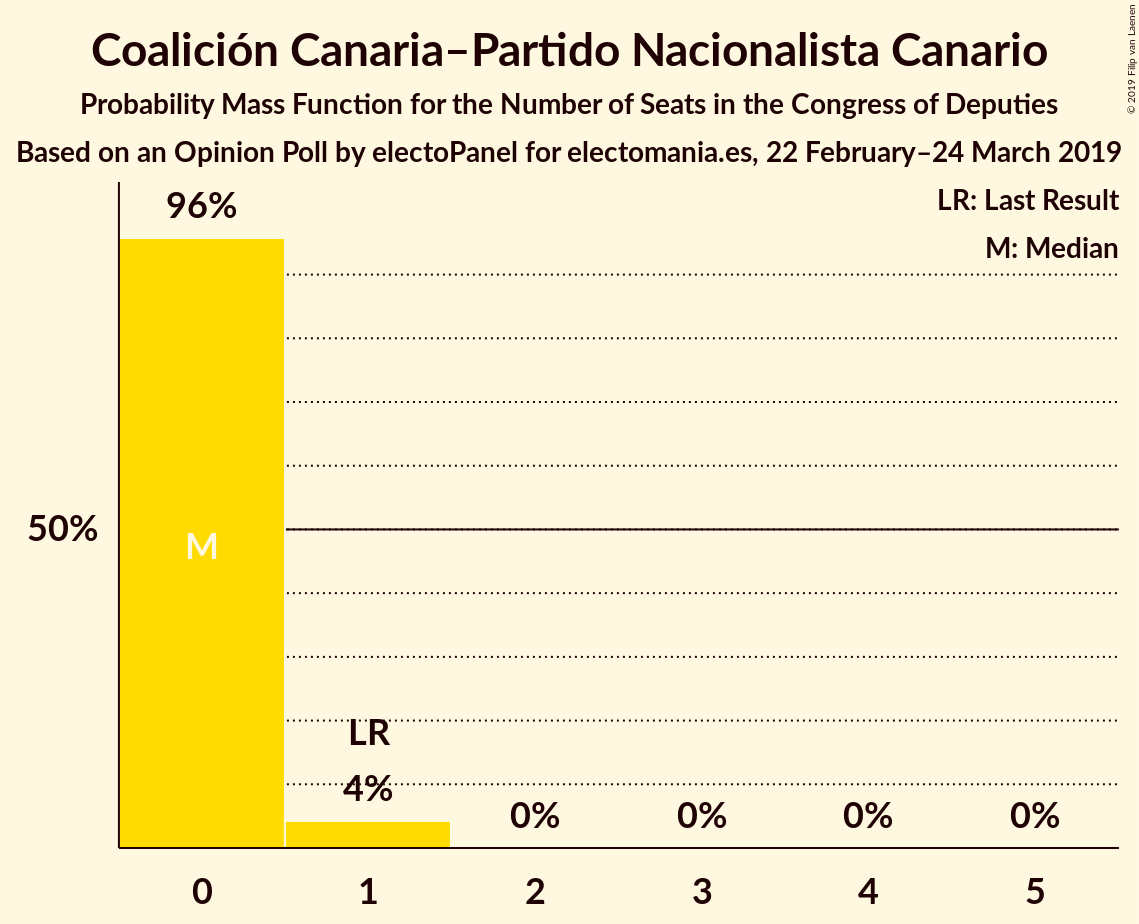 Coalición Canaria–Partido Nacionalista Canario
Probability Mass Function for the Number of Seats in the Congress of Deputies
Based on an Opinion Poll by electoPanel for electomania.es, 22 February–24 March 2019
© 2019 Filip van Laenen
LR: Last Result
M: Median
96%
50%
M
LR
4%
0%
0%
0%
0%
0
1
2
3
4
5